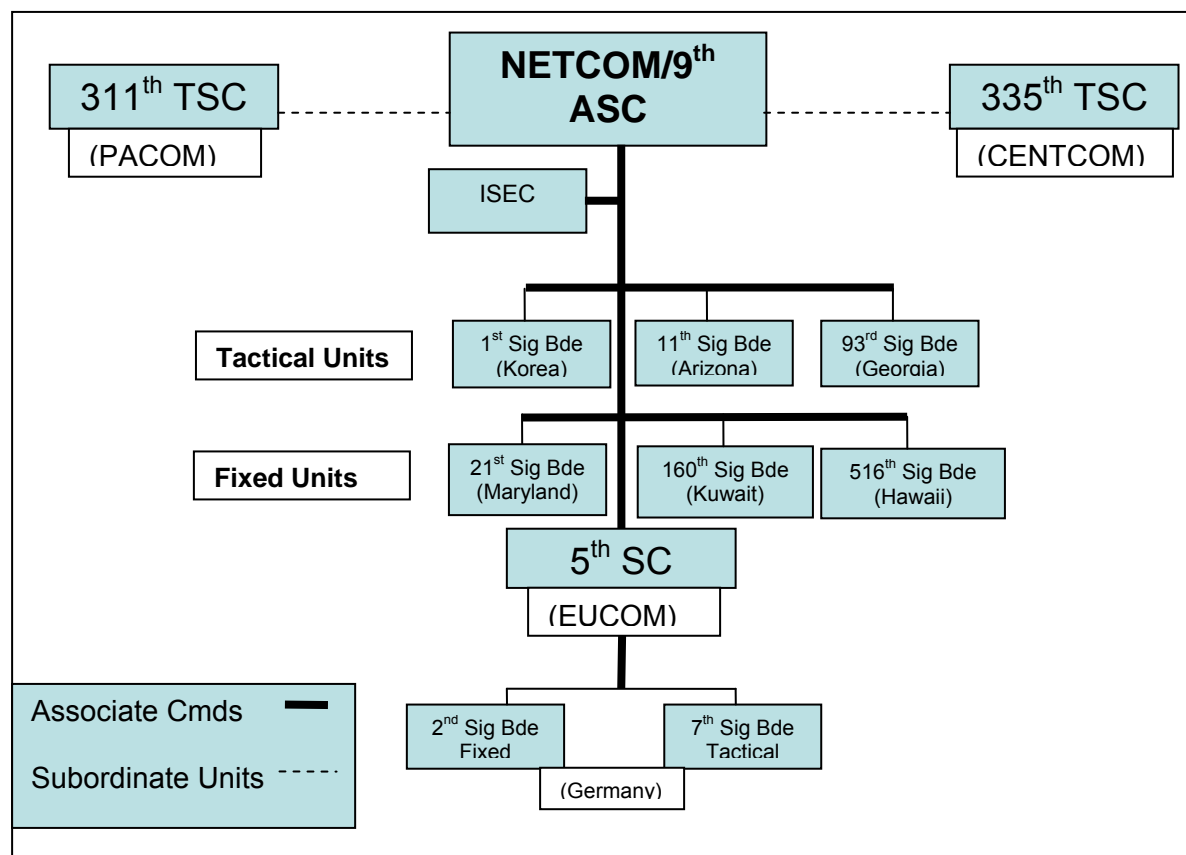 NETCOM/9th
ASC
311th TSC
(PACOM)
335th TSC
(CENTCOM)
ISEC
Tactical Units
1st Sig Bde
(Korea)
11th Sig Bde
(Arizona)
93rd Sig Bde
(Georgia)
Fixed Units
21st Sig Bde
(Maryland)
160th Sig Bde
(Kuwait)
516th Sig Bde
(Hawaii)
5th SC
(EUCOM)
2nd Sig Bde
Fixed
7th Sig Bde
Tactical
(Germany)
Associate Cmds
Subordinate Units